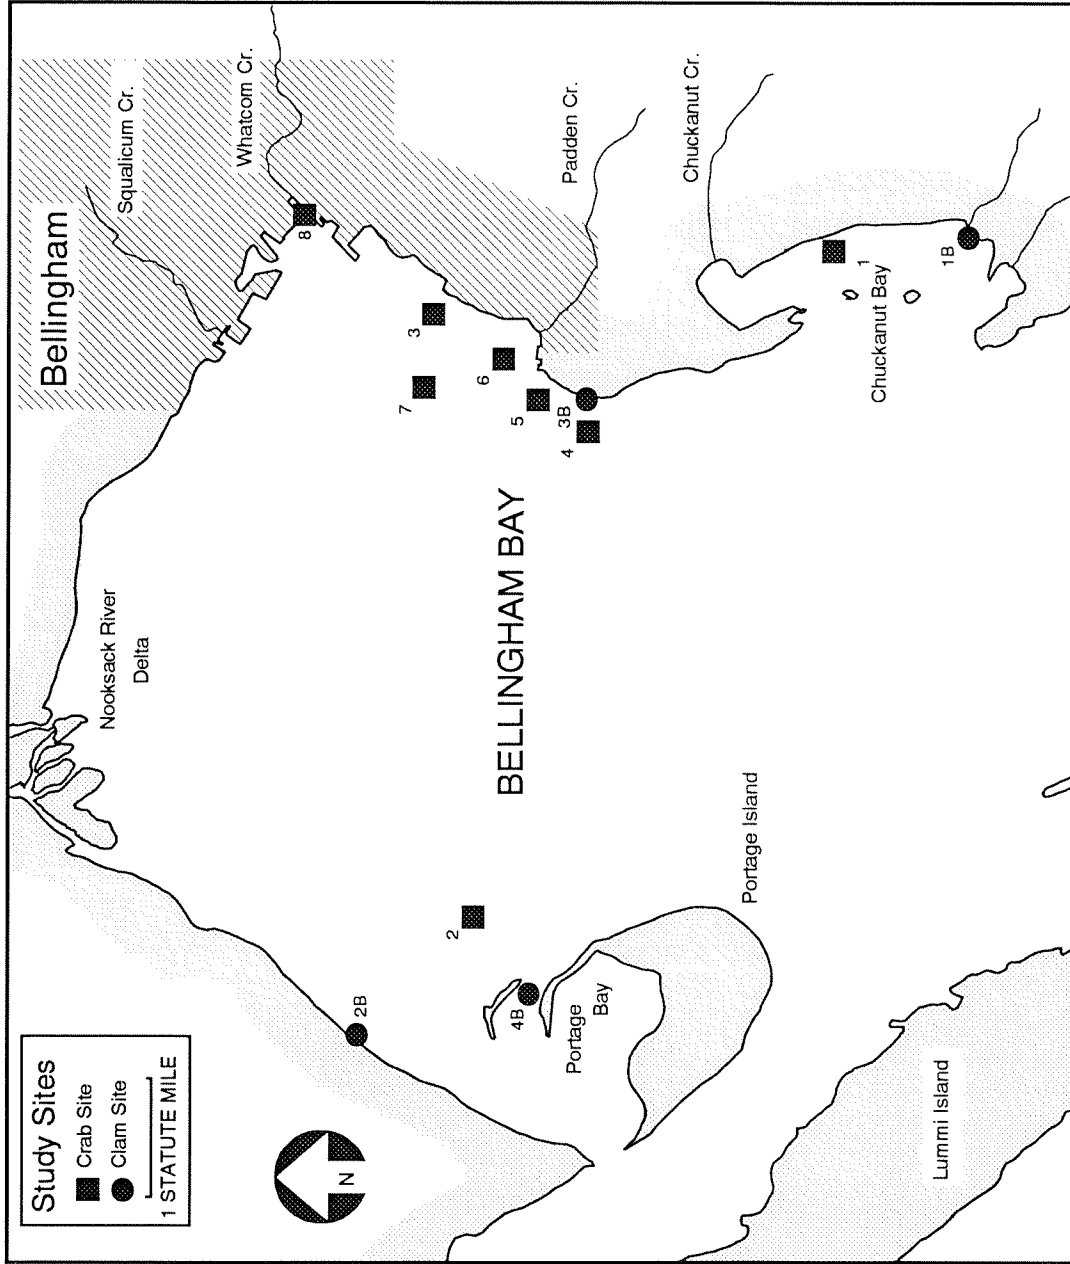 Study Sites
Crab Site
Clam Site
1 STATUTE MILE
N
Bellingham
Squalicum Cr.
Whatcom Cr.
Padden Cr.
Chuckanut Cr.
Nooksack River
Delta
BELLINGHAM BAY
Chuckanut Bay
Portage Island
Portage
Bay
Lummi Island
8
3
7
6
5
3B
4
1
1B
2
2B
4B